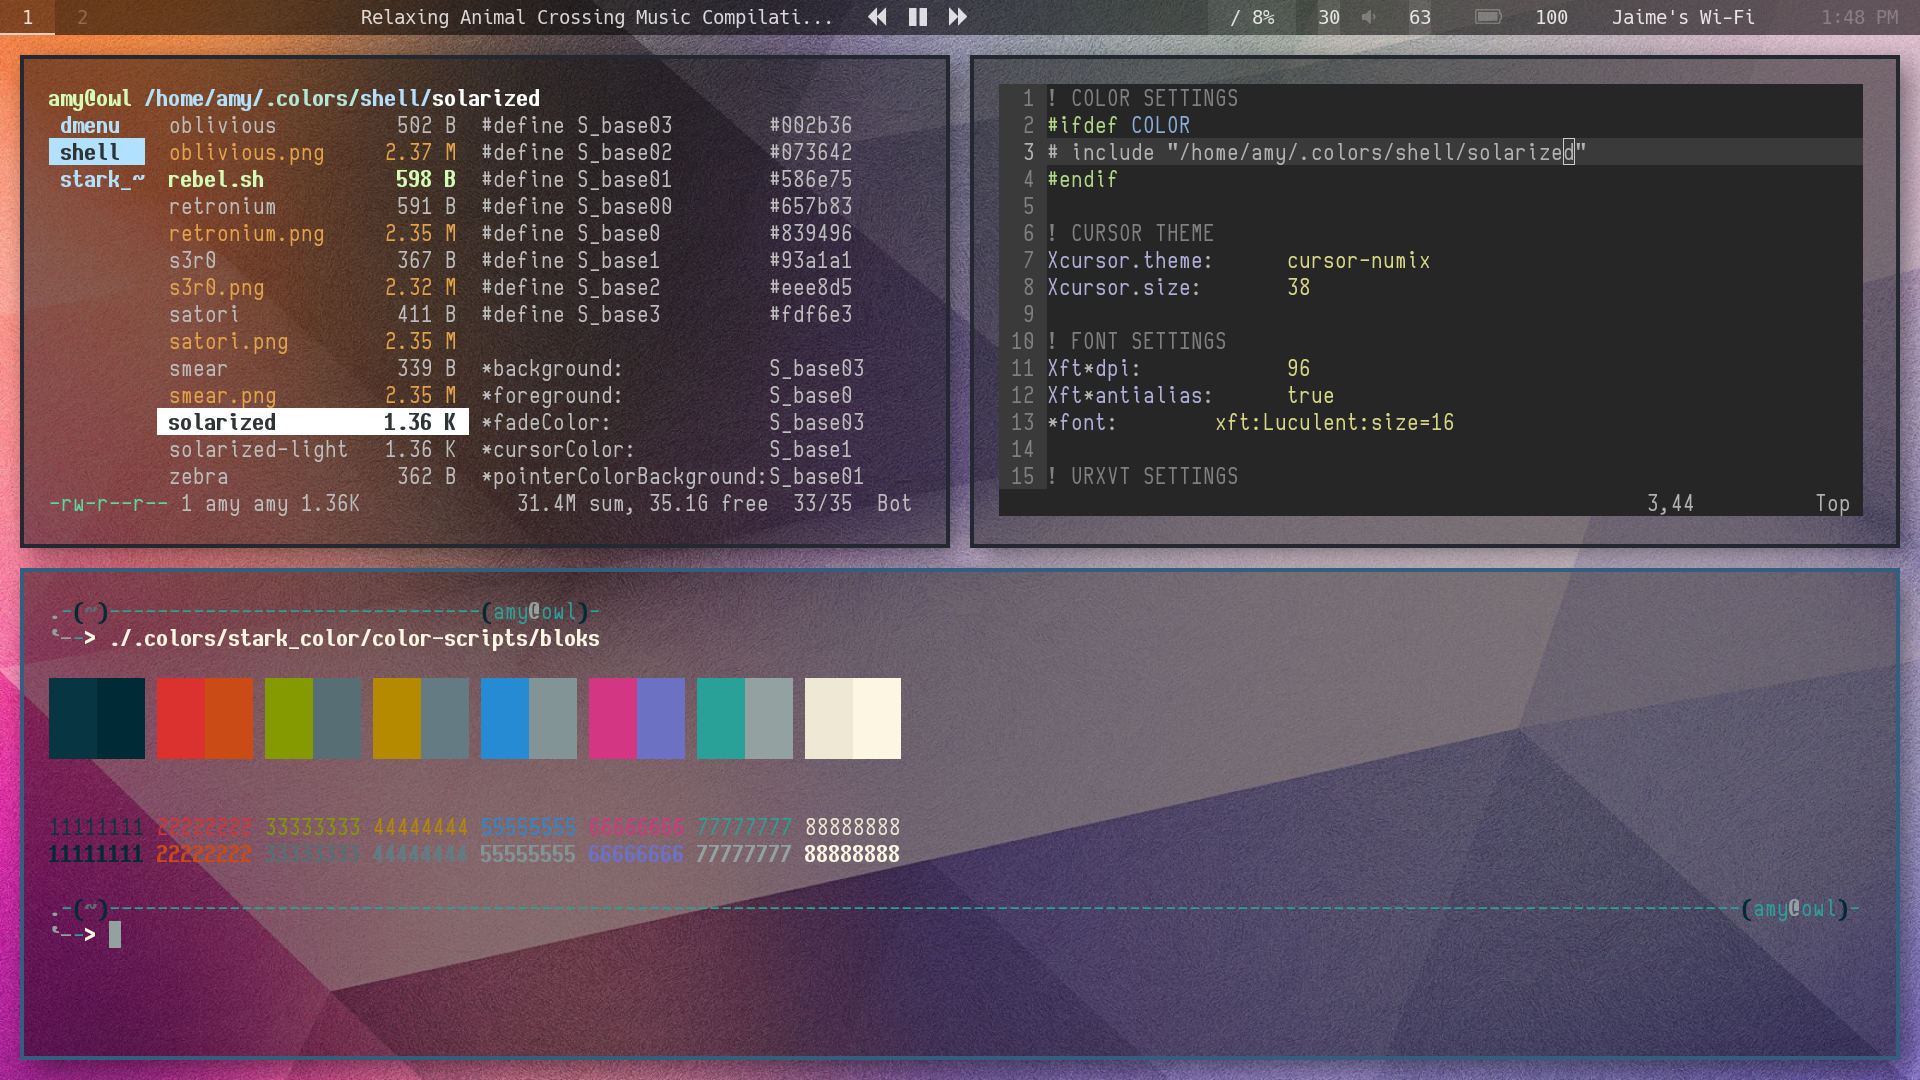 1 2 Relaxing Animal Crossing Music Compilati... / 8% 30 63 100 Jaime's Wi-Fi 1:48 PM
amy@owl /home/amy/.colors/shell/solarized
dmenu oblivious 502 B #define S_base03 #002b36
shell oblivious.png 2.37 M #define S_base02 #073642
stark_~ rebel.sh 598 B #define S_base01 #586e75
retronium 591 B #define S_base00 #657b83
retronium.png 2.35 M #define S_base0 #839496
s3r0 367 B #define S_base1 #93a1a1
s3r0.png 2.32 M #define S_base2 #eee8d5
satori 411 B #define S_base3 #fdf6e3
satori.png 2.35 M
smear 339 B *background: S_base03
smear.png 2.35 M *foreground: S_base0
solarized 1.36 K *fadeColor: S_base03
solarized-light 1.36 K *cursorColor: S_base1
zebra 362 B *pointerColorBackground:S_base01
-rw-r--r-- 1 amy amy 1.36K 31.4M sum, 35.1G free 33/35 Bot
1 ! COLOR SETTINGS
2 #ifdef COLOR
3 # include "/home/amy/.colors/shell/solarized"
4 #endif
5
6 ! CURSOR THEME
7 Xcursor.theme: cursor-numix
8 Xcursor.size: 38
9
10 ! FONT SETTINGS
11 Xft*dpi: 96
12 Xft*antialias: true
13 *font: xft:Luculent:size=16
14
15 ! URXVT SETTINGS
3,44 Top
.-(~)-------------------------------(amy@owl)-
'--> ./.colors/stark_color/color-scripts/bloks
11111111 22222222 33333333 44444444 55555555 66666666 77777777 88888888
11111111 22222222 33333333 44444444 55555555 66666666 77777777 88888888
.-(~)----------------------------------------------------------------------------------------------------------------------------------------(amy@owl)-
'-->